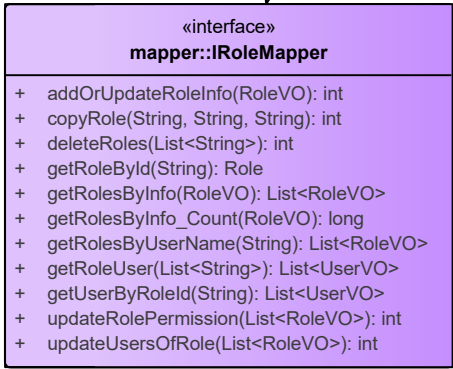 «interface»
mapper::IRoleMapper
+ addOrUpdateRoleInfo(RoleVO): int
+ copyRole(String, String, String): int
+ deleteRoles(List<String>): int
+ getRoleById(String): Role
+ getRolesByInfo(RoleVO): List<RoleVO>
+ getRolesByInfo_Count(RoleVO): long
+ getRolesByUserName(String): List<RoleVO>
+ getRoleUser(List<String>): List<UserVO>
+ getUserByRoleId(String): List<UserVO>
+ updateRolePermission(List<RoleVO>): int
+ updateUsersOfRole(List<RoleVO>): int